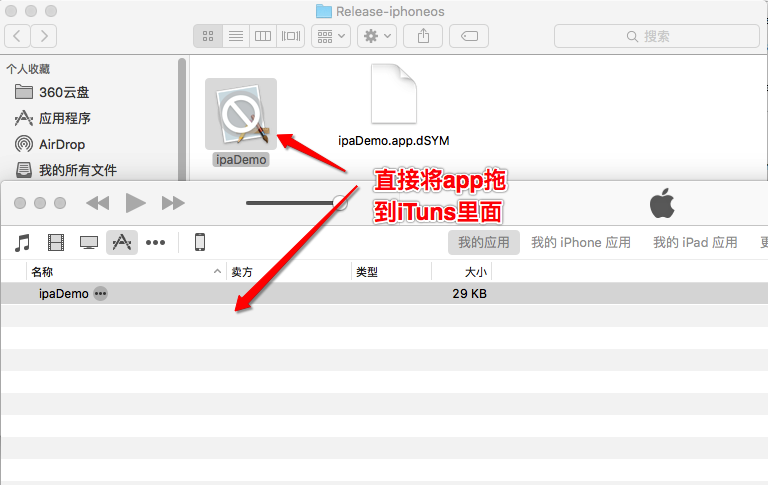 Release-iphoneos
搜索
个人收藏
360云盘
应用程序
AirDrop
我的所有文件
ipaDemo
ipaDemo.app.dSYM
直接将app拖
到iTuns里面
我的应用 我的 iPhone 应用 我的 iPad 应用 更
名称 卖方 类型 大小
ipaDemo 29 KB